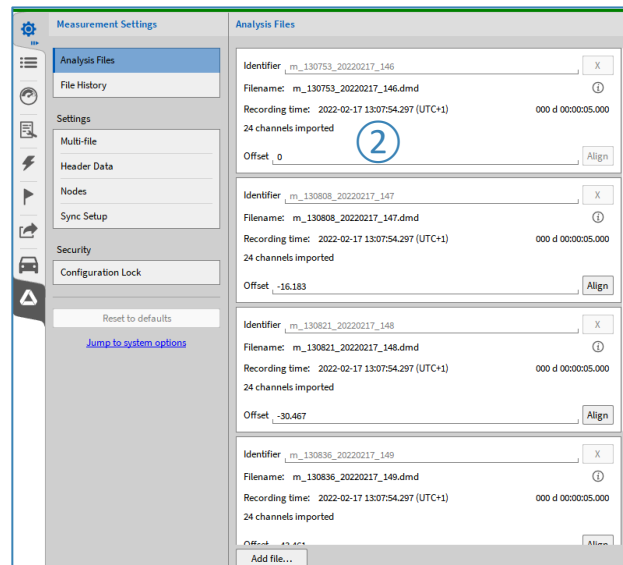 Measurement Settings
Analysis Files
File History
Settings
Multi-file
Header Data
Nodes
Sync Setup
Security
Configuration Lock
Reset to defaults
Jump to system options
Analysis Files
Identifier m_130753_20220217_146 X
Filename: m_130753_20220217_146.dmd
Recording time: 2022-02-17 13:07:54.297 (UTC+1) 000 d 00:00:05.000
24 channels imported
2
Offset 0 Align
Identifier m_130808_20220217_147 X
Filename: m_130808_20220217_147.dmd
Recording time: 2022-02-17 13:07:54.297 (UTC+1) 000 d 00:00:05.000
24 channels imported
Offset -16.183 Align
Identifier m_130821_20220217_148 X
Filename: m_130821_20220217_148.dmd
Recording time: 2022-02-17 13:07:54.297 (UTC+1) 000 d 00:00:05.000
24 channels imported
Offset -30.467 Align
Identifier m_130836_20220217_149 X
Filename: m_130836_20220217_149.dmd
Recording time: 2022-02-17 13:07:54.297 (UTC+1) 000 d 00:00:05.000
24 channels imported
Offset Align
Add file...